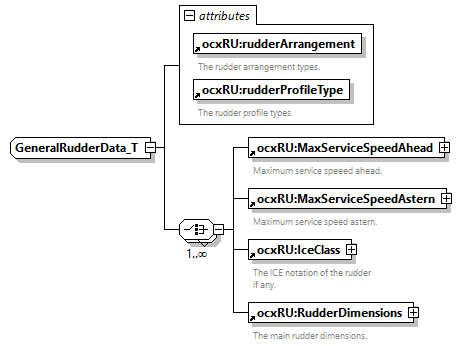 attributes
ocxRU:rudderArrangement
The rudder arrangement types.
ocxRU:rudderProfileType
The rudder profile types.
GeneralRudderData_T
ocxRU:MaxServiceSpeedAhead
Maximum service speeed ahead.
ocxRU:MaxServiceSpeedAstern
Maximum service speed astern.
1..∞
ocxRU:IceClass
The ICE notation of the rudder
if any.
ocxRU:RudderDimensions
The main rudder dimensions.